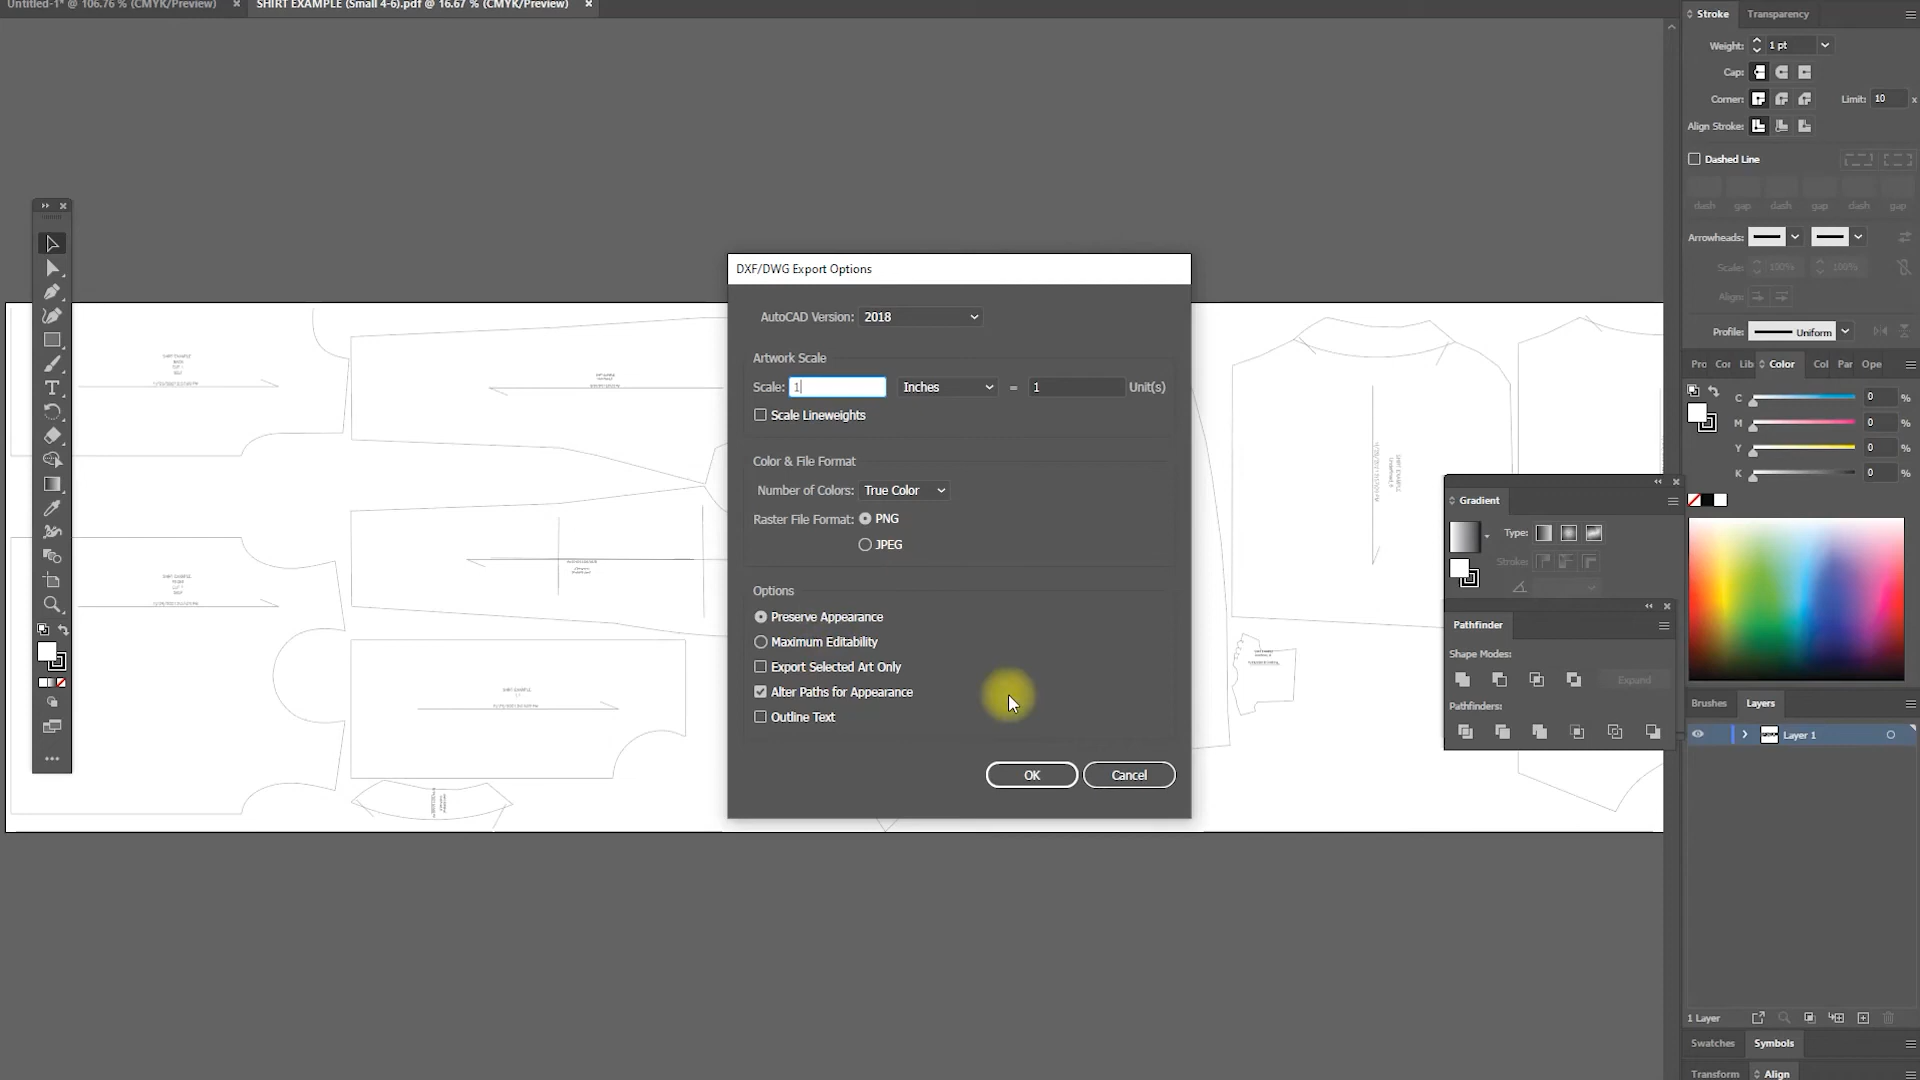 Untitled-1* @ 106.76 % (CMYK/Preview)
SHIRT EXAMPLE (Small 4-6).pdf @ 16.67 % (CMYK/Preview)
Stroke
Transparency
Weight:
1 pt
Cap:
Corner:
Limit:
10
x
Align Stroke:
Dashed Line
dash
gap
dash
gap
dash
gap
Arrowheads:
Scale:
100%
100%
Align:
Profile:
Uniform
Pro
Cor
Lib
Color
Col
Par
Ope
C
0
%
M
0
%
Y
0
%
K
0
%
DXF/DWG Export Options
AutoCAD Version:
2018
Artwork Scale
Scale:
1
Inches
=
1
Unit(s)
Scale Lineweights
Color & File Format
Number of Colors:
True Color
Raster File Format:
PNG
JPEG
Options
Preserve Appearance
Maximum Editability
Export Selected Art Only
Alter Paths for Appearance
Outline Text
OK
Cancel
Gradient
Type:
Stroke:
Pathfinder
Shape Modes:
Expand
Pathfinders:
Brushes
Layers
Layer 1
1 Layer
Swatches
Symbols
Transform
Align